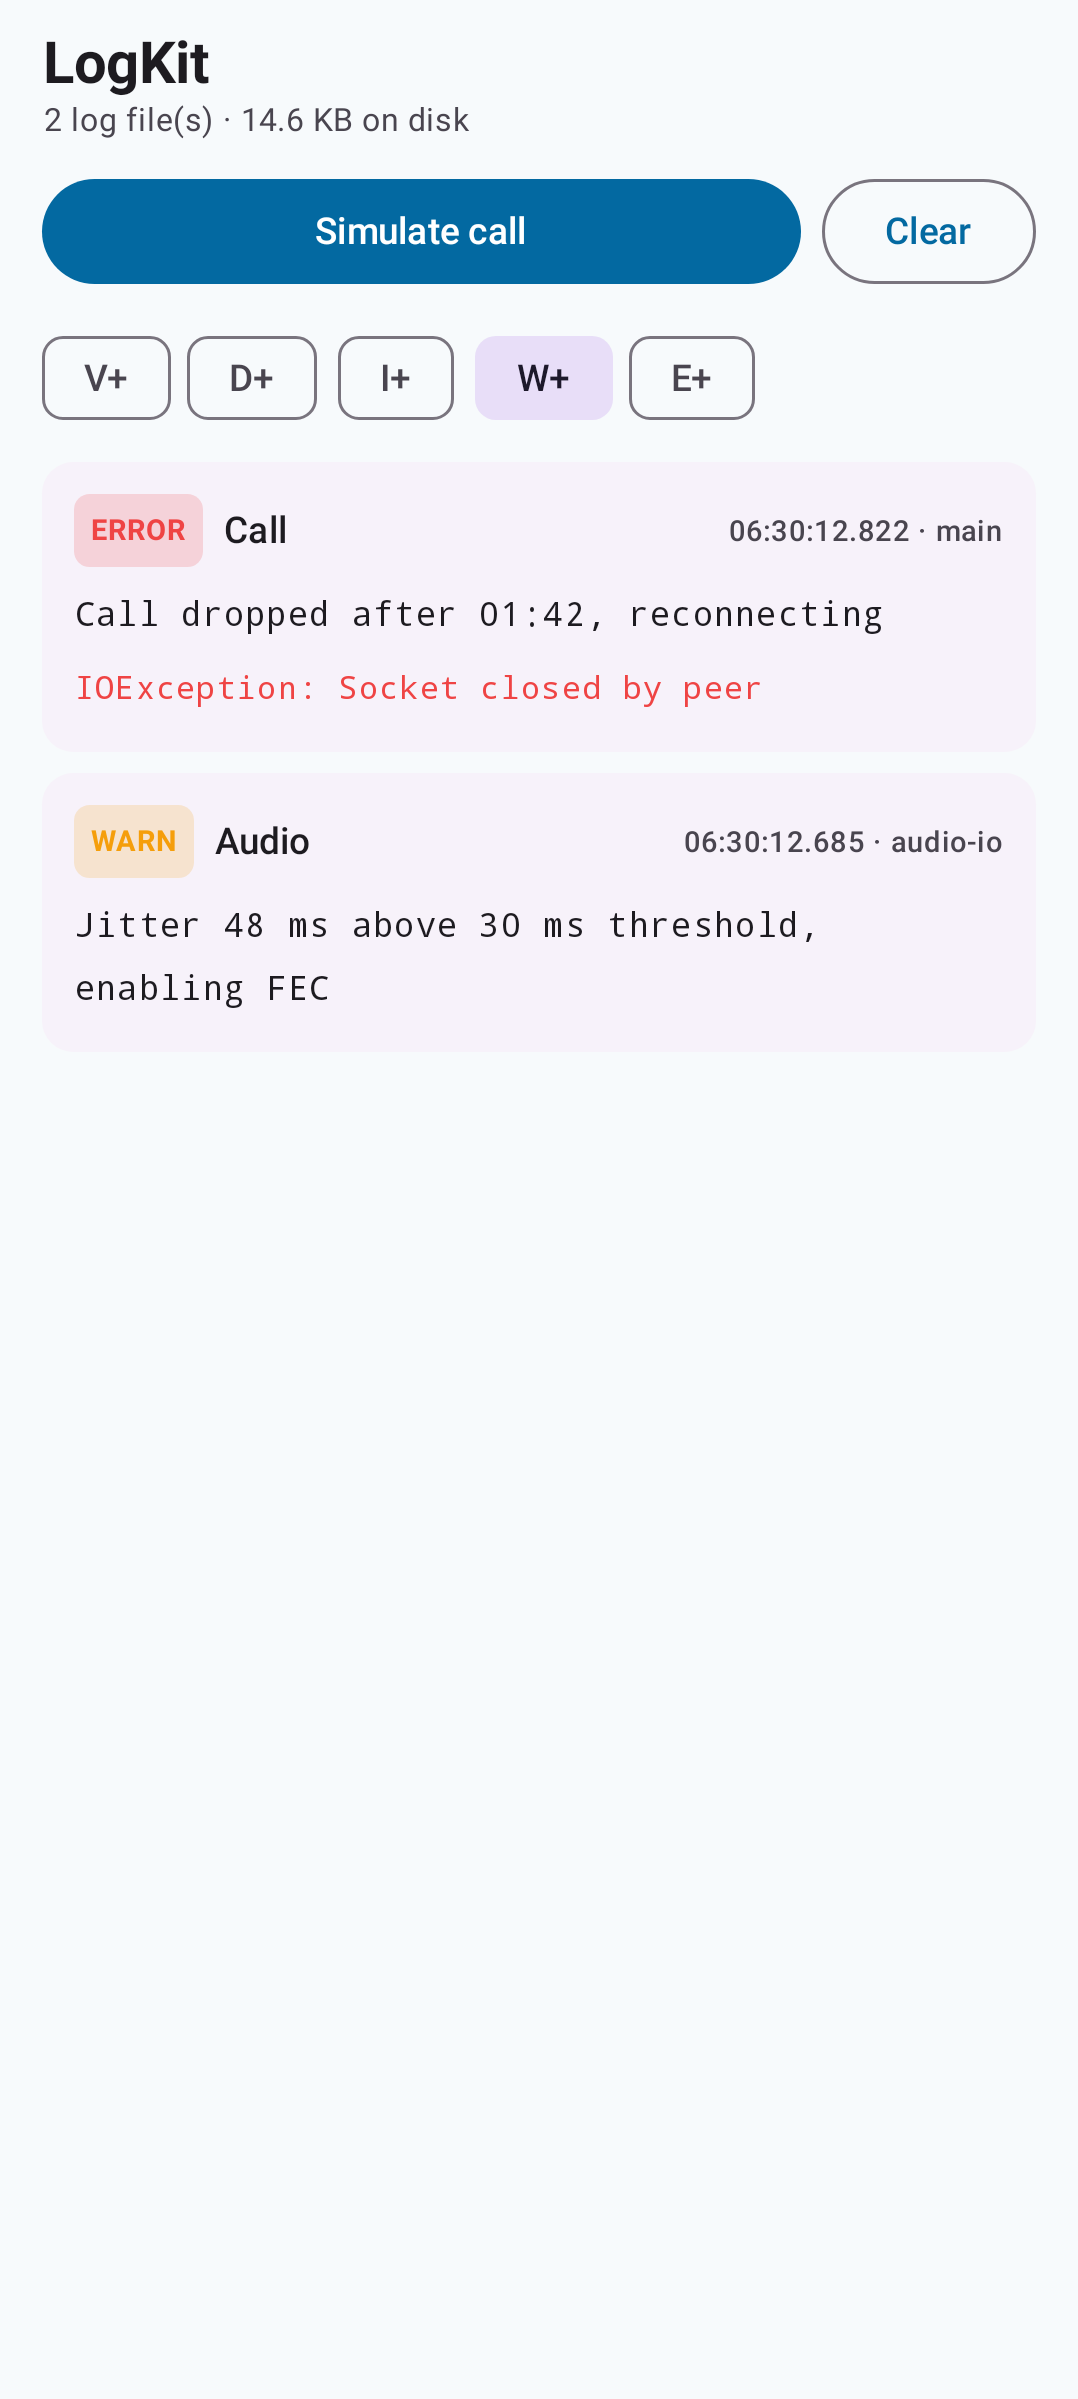 LogKit
2 log file(s) · 14.6 KB on disk
Simulate call
Clear
V+
D+
I+
W+
E+
ERROR Call 06:30:12.822 · main
Call dropped after 01:42, reconnecting
IOException: Socket closed by peer
WARN Audio 06:30:12.685 · audio-io
Jitter 48 ms above 30 ms threshold,
enabling FEC